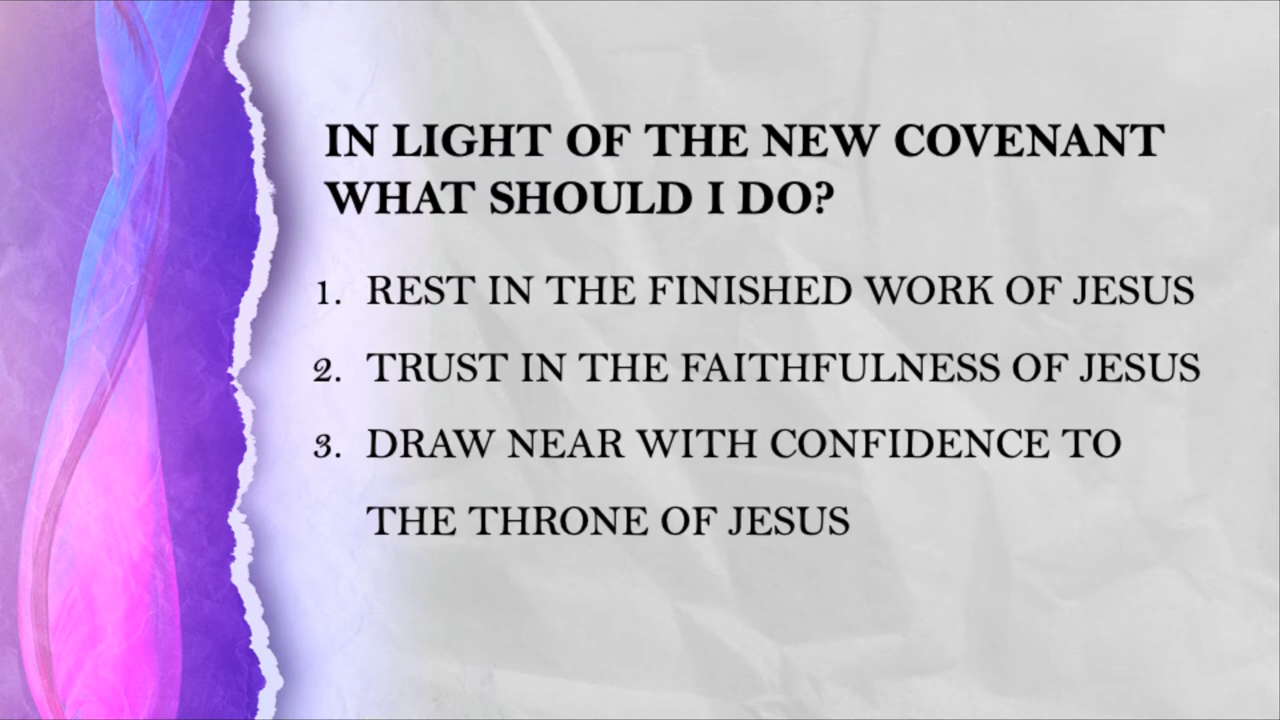 IN LIGHT OF THE NEW COVENANT
WHAT SHOULD I DO?
1. REST IN THE FINISHED WORK OF JESUS
2. TRUST IN THE FAITHFULNESS OF JESUS
3. DRAW NEAR WITH CONFIDENCE TO
THE THRONE OF JESUS